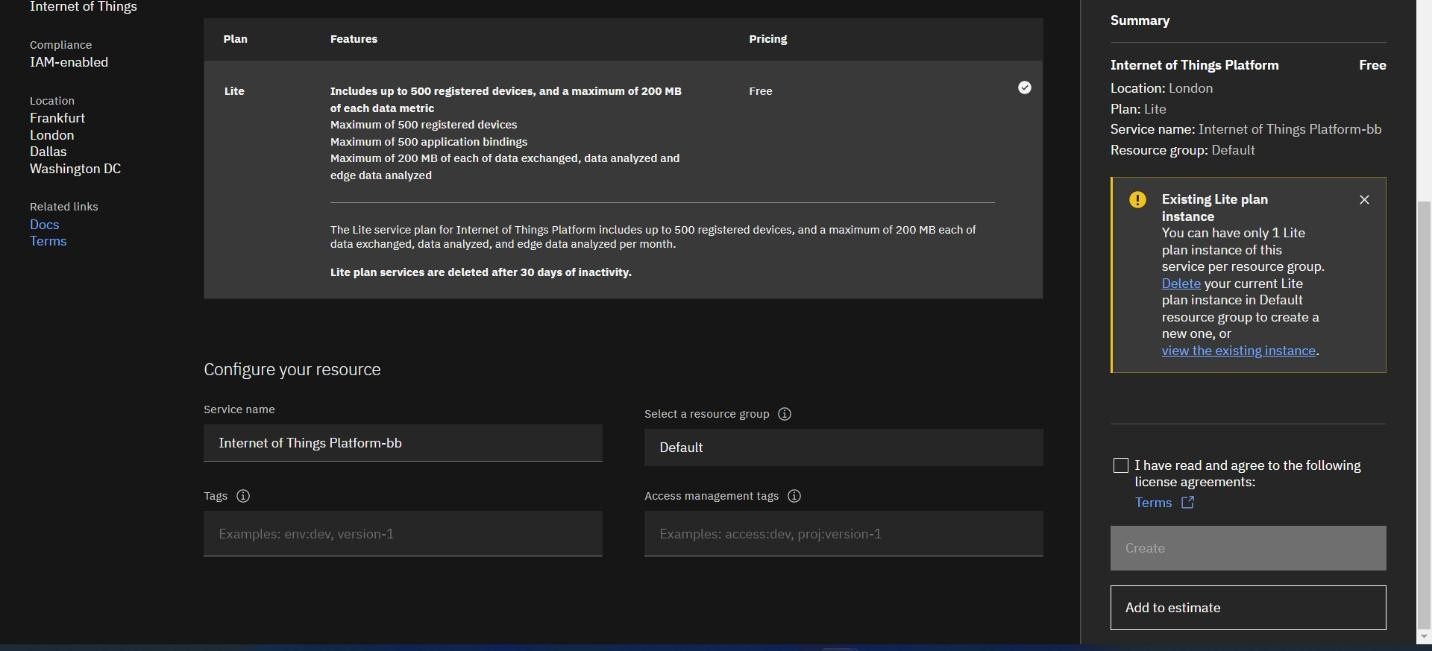 Internet of Things
Compliance
IAM-enabled
Location
Frankfurt
London
Dallas
Washington DC
Related links
Docs
Terms
Plan Features Pricing
Lite
Includes up to 500 registered devices, and a maximum of 200 MB
of each data metric
Maximum of 500 registered devices
Maximum of 500 application bindings
Maximum of 200 MB of each of data exchanged, data analyzed and
edge data analyzed
Free
The Lite service plan for Internet of Things Platform includes up to 500 registered devices, and a maximum of 200 MB each of
data exchanged, data analyzed, and edge data analyzed per month.
Lite plan services are deleted after 30 days of inactivity.
Configure your resource
Service name
Internet of Things Platform-bb
Select a resource group
Default
Tags
Examples: env:dev, version-1
Access management tags
Examples: access:dev, proj:version-1
Summary
Internet of Things Platform Free
Location: London
Plan: Lite
Service name: Internet of Things Platform-bb
Resource group: Default
Existing Lite plan
instance
You can have only 1 Lite
plan instance of this
service per resource group.
Delete your current Lite
plan instance in Default
resource group to create a
new one, or
view the existing instance.
I have read and agree to the following
license agreements:
Terms
Create
Add to estimate